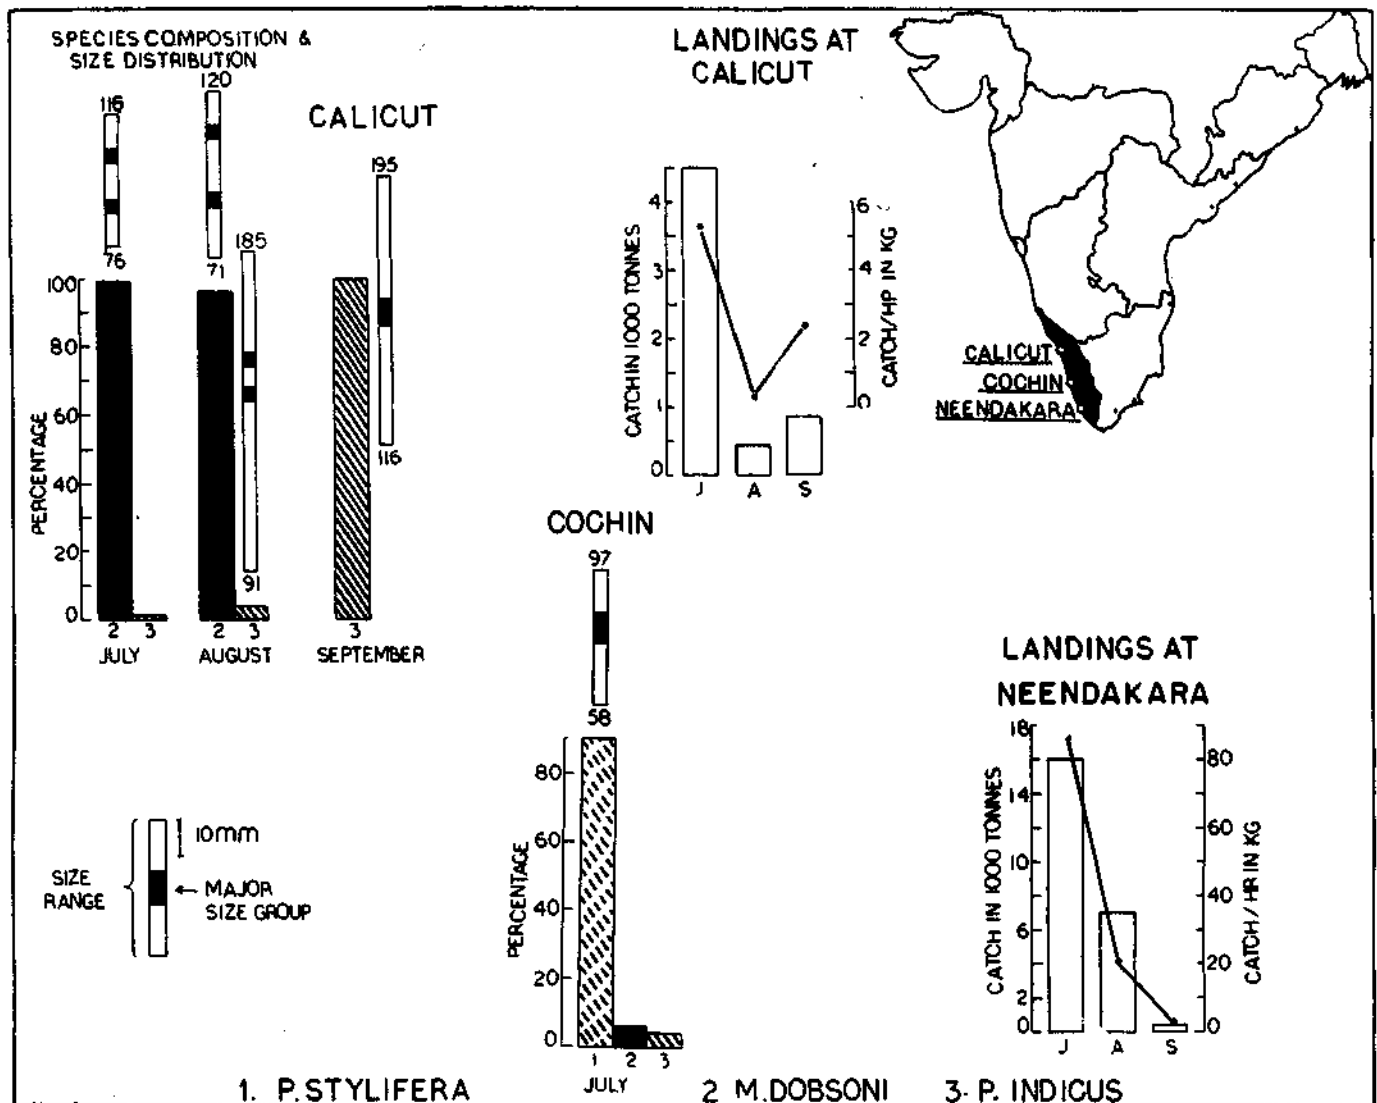 SPECIES COMPOSITION &
SIZE DISTRIBUTION
116
76
120
71
185
91
CALICUT
195
116
100
80
60
40
20
0
PERCENTAGE
2 3
JULY
2 3
AUGUST
3
SEPTEMBER
LANDINGS AT
CALICUT
4
3
2
1
0
CATCH IN 1000 TONNES
6
4
2
0
CATCH/HP IN KG
J A S
CALICUT
COCHIN
NEENDAKARA
COCHIN
97
58
80
60
40
20
0
PERCENTAGE
1 2 3
JULY
LANDINGS AT
NEENDAKARA
18
14
10
6
2
0
CATCH IN 1000 TONNES
80
60
40
20
0
CATCH/HR IN KG
J A S
SIZE
RANGE
10mm
MAJOR
SIZE GROUP
1. P. STYLIFERA 2 M. DOBSONI 3- P. INDICUS